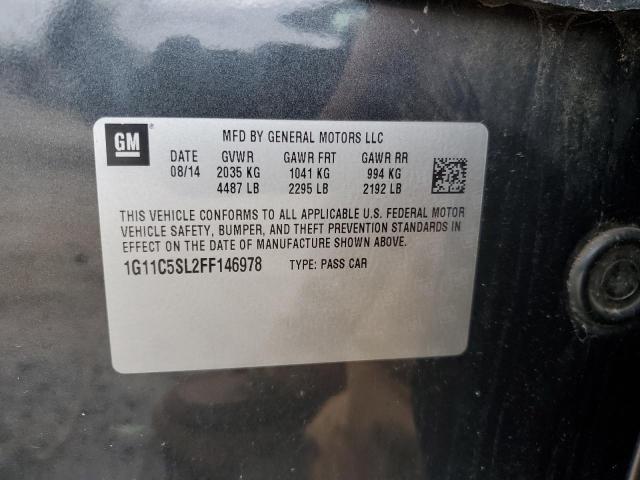 GM MFD BY GENERAL MOTORS LLC
DATE GVWR GAWR FRT GAWR RR
08/14 2035 KG 1041 KG 994 KG
4487 LB 2295 LB 2192 LB
THIS VEHICLE CONFORMS TO ALL APPLICABLE U.S. FEDERAL MOTOR
VEHICLE SAFETY, BUMPER, AND THEFT PREVENTION STANDARDS IN
EFFECT ON THE DATE OF MANUFACTURE SHOWN ABOVE.
1G11C5SL2FF146978 TYPE: PASS CAR